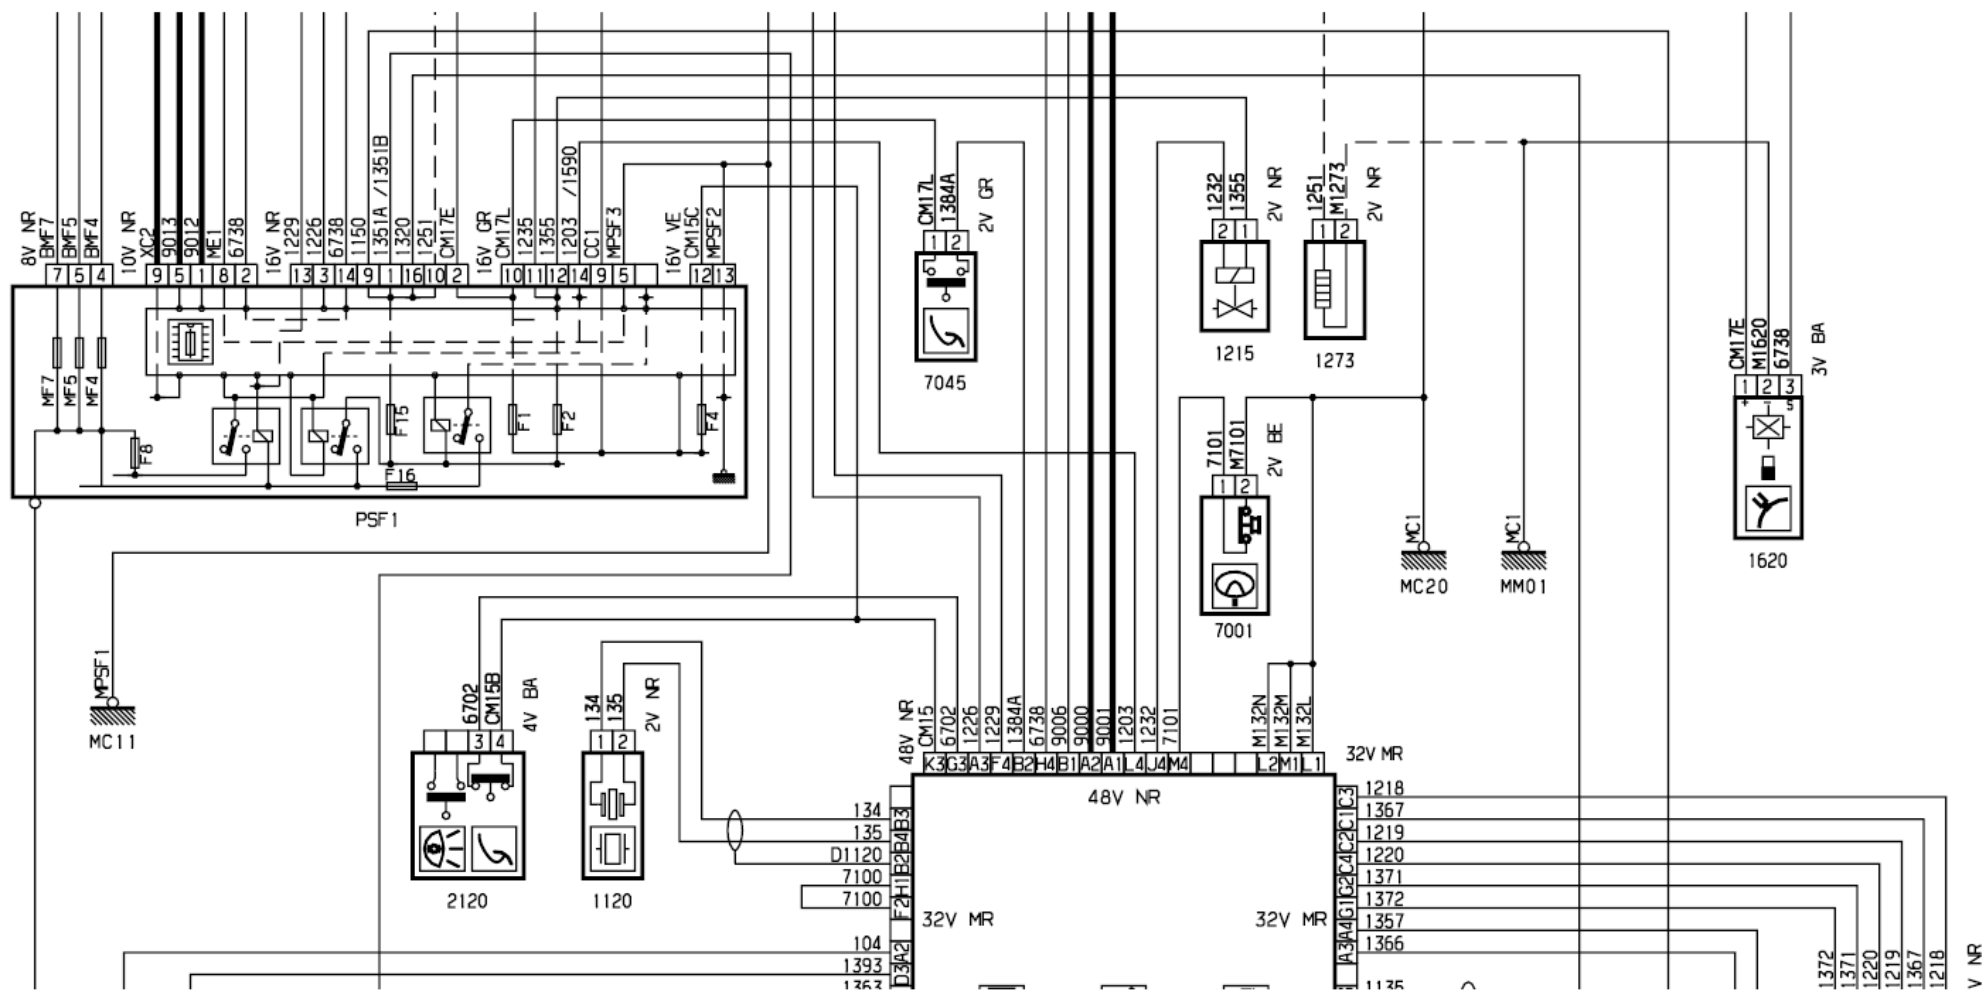 8V NR
BMF7
BMF5
BMF4
10V NR
XC2
9013
9012
ME1
6738
16V NR
1229
1226
6738
1150
1351A /1351B
1320
1251
CM17E
16V GR
CM17L
1235
1355
1203 /1590
CC1
MPSF3
16V VE
CM15C
MPSF2
7 5 4
9 5 1 8 2
13 3 14 9 1 16 10 2
10 11 12 14 9 5
12 13
MF7
MF5
MF4
F8
F15
F16
F1
F2
F4
PSF1
CM17L
1384A
2V GR
1 2
7045
1232
1355
2V NR
2 1
1215
1251
M1273
2V NR
1 2
1273
CM17E
M1620
6738
3V BA
1 2 3
+ - S
1620
7101
M7101
2V BE
1 2
7001
MC1
MC20
MC1
MM01
MPSF1
MC11
6702
CM15B
4V BA
3 4
2120
134
135
2V NR
1 2
1120
48V NR
CM15
6702
1226
1229
1384A
6738
9006
9000
9001
1203
1232
7101
M132N
M132M
M132L
32V MR
K3 G3 A3 F4 B2 H4 B1 A2 A1 L4 J4 M4 L2 M1 L1
48V NR
134 B3
135 B4
D1120 B2
7100 H1
7100 F2
104 A2
1393 D3
1363
32V MR
32V MR
C3 1218
C1 1367
C2 1219
C4 1220
G2 1371
G1 1372
A4 1357
A3 1366
1135
1372
1371
1220
1219
1367
1218
V NR